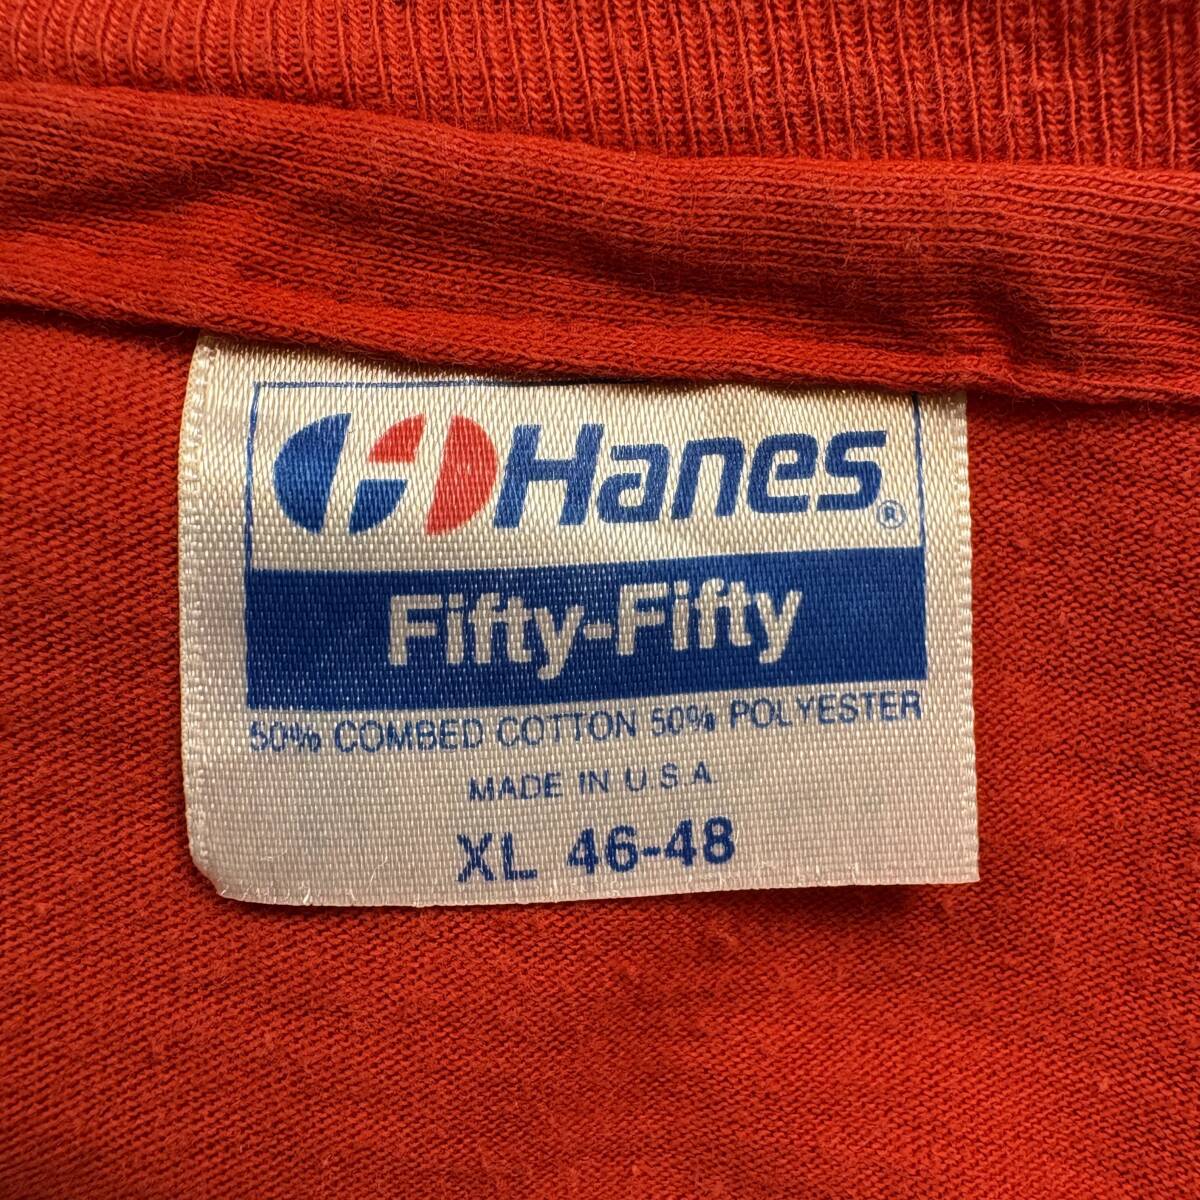 Hanes®
Fifty-Fifty
50% COMBED COTTON 50% POLYESTER
MADE IN U.S.A.
XL 46-48